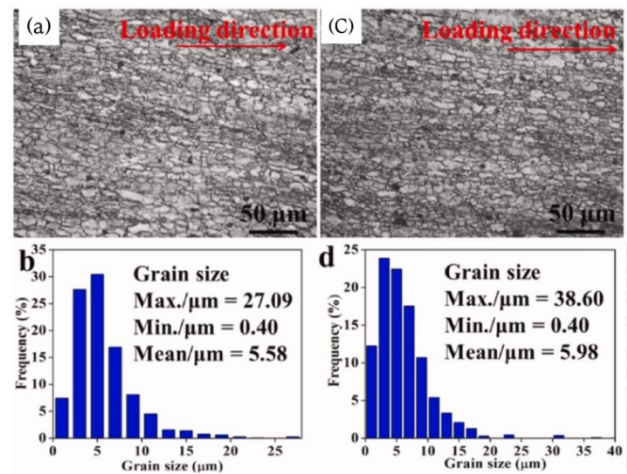 (a)
Loading direction
50 μm
(C)
Loading direction
50 μm
b
Grain size
Max./μm = 27.09
Min./μm = 0.40
Mean/μm = 5.58
Frequency (%)
35
30
25
20
15
10
5
0
0 5 10 15 20 25
Grain size (μm)
d
Grain size
Max./μm = 38.60
Min./μm = 0.40
Mean/μm = 5.98
Frequency (%)
25
20
15
10
5
0
0 5 10 15 20 25 30 35 40
Grain size (μm)